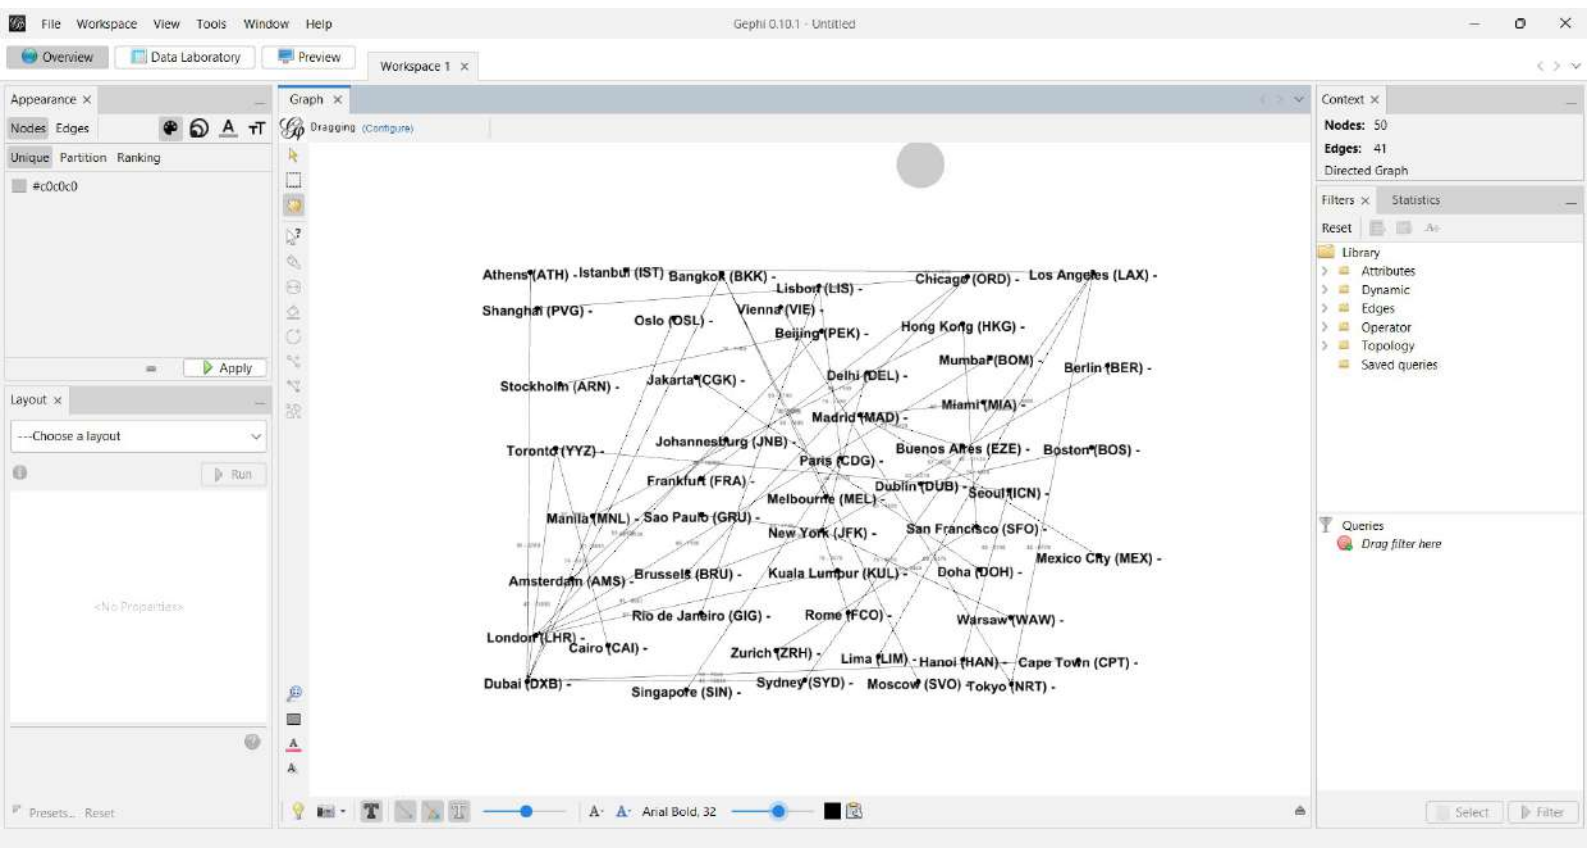 File Workspace View Tools Window Help
Gephi 0.10.1 - Untitled
Overview Data Laboratory Preview
Workspace 1
Appearance
Nodes Edges
Unique Partition Ranking
#c0c0c0
Apply
Layout
---Choose a layout
Run
<No Properties>
Presets... Reset
Graph
Dragging (Configure)
Athens (ATH) - Istanbul (IST) Bangkok (BKK) - Chicago (ORD) - Los Angeles (LAX) -
Lisbon (LIS) -
Shanghai (PVG) - Vienna (VIE) -
Oslo (OSL) - Beijing (PEK) - Hong Kong (HKG) -
Mumbai (BOM) - Berlin (BER) -
Stockholm (ARN) - Jakarta (CGK) - Delhi (DEL) -
Madrid (MAD) - Miami (MIA) -
Toronto (YYZ) - Johannesburg (JNB) - Buenos Aires (EZE) - Boston (BOS) -
Paris (CDG) -
Frankfurt (FRA) - Dublin (DUB) - Seoul (ICN) -
Melbourne (MEL) -
Manila (MNL) - Sao Paulo (GRU) - New York (JFK) - San Francisco (SFO) -
Mexico City (MEX) -
Amsterdam (AMS) - Brussels (BRU) - Kuala Lumpur (KUL) - Doha (DOH) -
Rio de Janeiro (GIG) - Rome (FCO) - Warsaw (WAW) -
London (LHR) -
Cairo (CAI) - Zurich (ZRH) - Lima (LIM) - Hanoi (HAN) - Cape Town (CPT) -
Dubai (DXB) - Singapore (SIN) - Sydney (SYD) - Moscow (SVO) - Tokyo (NRT) -
Arial Bold, 32
Context
Nodes: 50
Edges: 41
Directed Graph
Filters Statistics
Reset
Library
Attributes
Dynamic
Edges
Operator
Topology
Saved queries
Queries
Drag filter here
Select Filter